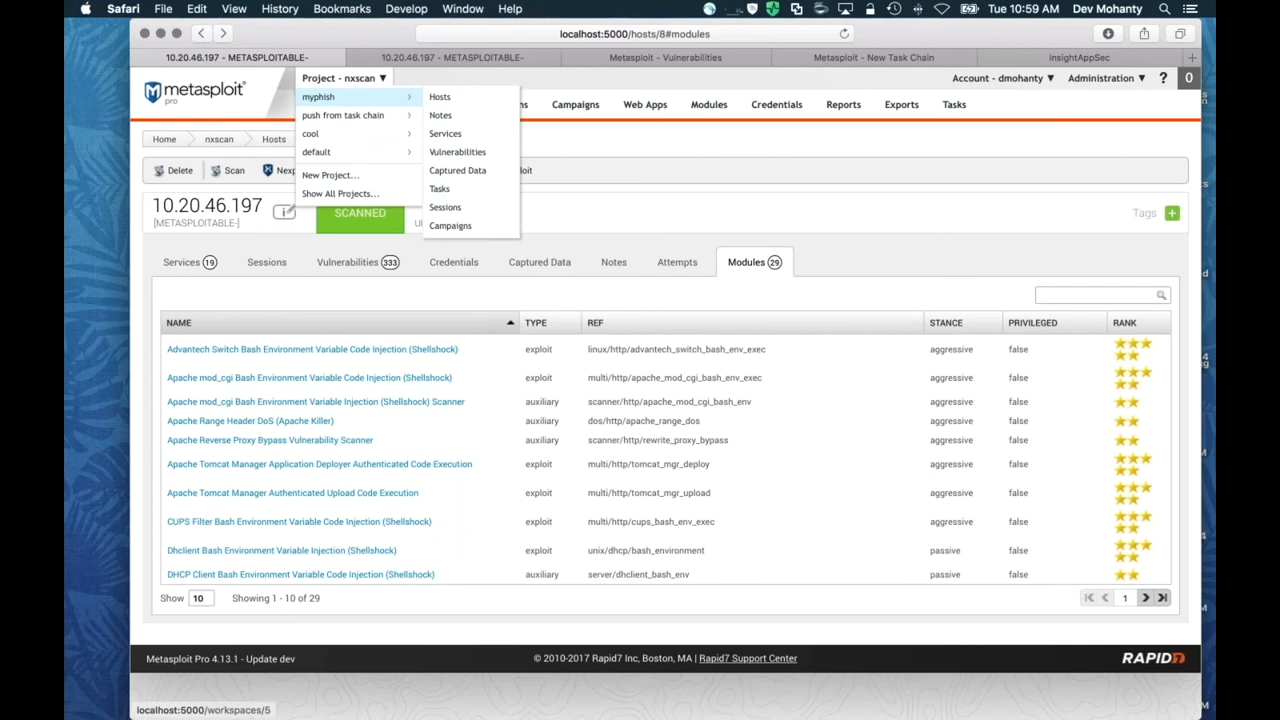 Safari File Edit View History Bookmarks Develop Window Help Tue 10:59 AM Dev Mohanty
localhost:5000/hosts/8#modules
10.20.46.197 - METASPLOITABLE- 10.20.46.197 - METASPLOITABLE- Metasploit - Vulnerabilities Metasploit - New Task Chain InsightAppSec
metasploit®
pro
Project - nxscan ▼ Account - dmohanty ▼ Administration ▼ ? 0
myphish
push from task chain
cool
default
New Project...
Show All Projects...
Hosts
Notes
Services
Vulnerabilities
Captured Data
Tasks
Sessions
Campaigns
Campaigns Web Apps Modules Credentials Reports Exports Tasks
Home nxscan Hosts
Delete Scan Nexp loit
10.20.46.197
[METASPLOITABLE-]
SCANNED
Tags
Services 19 Sessions Vulnerabilities 333 Credentials Captured Data Notes Attempts Modules 29
NAME TYPE REF STANCE PRIVILEGED RANK
Advantech Switch Bash Environment Variable Code Injection (Shellshock) exploit linux/http/advantech_switch_bash_env_exec aggressive false
Apache mod_cgi Bash Environment Variable Code Injection (Shellshock) exploit multi/http/apache_mod_cgi_bash_env_exec aggressive false
Apache mod_cgi Bash Environment Variable Injection (Shellshock) Scanner auxiliary scanner/http/apache_mod_cgi_bash_env aggressive false
Apache Range Header DoS (Apache Killer) auxiliary dos/http/apache_range_dos aggressive false
Apache Reverse Proxy Bypass Vulnerability Scanner auxiliary scanner/http/rewrite_proxy_bypass aggressive false
Apache Tomcat Manager Application Deployer Authenticated Code Execution exploit multi/http/tomcat_mgr_deploy aggressive false
Apache Tomcat Manager Authenticated Upload Code Execution exploit multi/http/tomcat_mgr_upload aggressive false
CUPS Filter Bash Environment Variable Code Injection (Shellshock) exploit multi/http/cups_bash_env_exec aggressive false
Dhclient Bash Environment Variable Injection (Shellshock) exploit unix/dhcp/bash_environment passive false
DHCP Client Bash Environment Variable Code Injection (Shellshock) auxiliary server/dhclient_bash_env passive false
Show 10 Showing 1 - 10 of 29 1
Metasploit Pro 4.13.1 - Update dev © 2010-2017 Rapid7 Inc, Boston, MA | Rapid7 Support Center RAPID7
localhost:5000/workspaces/5